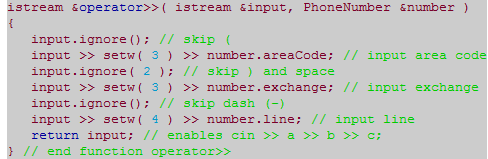 istream &operator>>( istream &input, PhoneNumber &number )
{
input.ignore(); // skip (
input >> setw( 3 ) >> number.areaCode; // input area code
input.ignore( 2 ); // skip ) and space
input >> setw( 3 ) >> number.exchange; // input exchange
input.ignore(); // skip dash (-)
input >> setw( 4 ) >> number.line; // input line
return input; // enables cin >> a >> b >> c;
} // end function operator>>